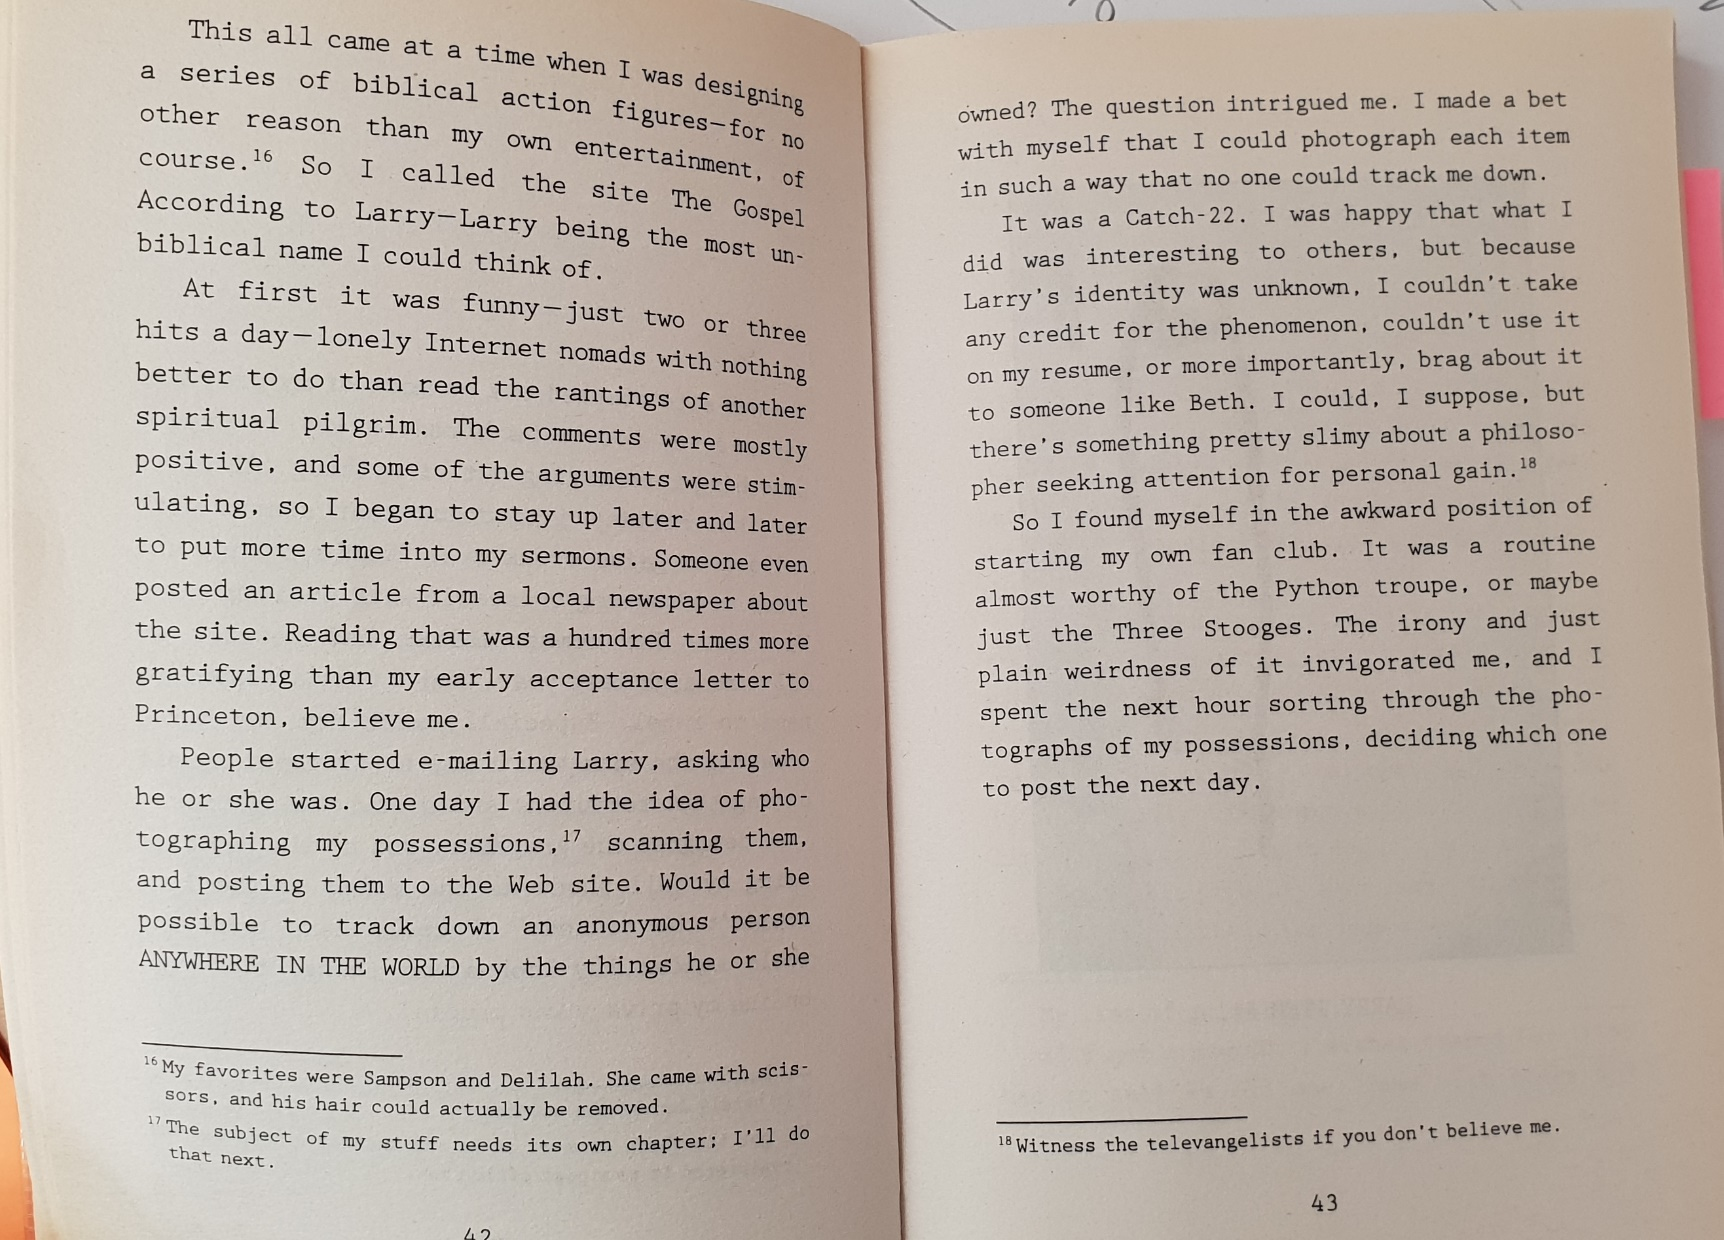 This all came at a time when I was designing
a series of biblical action figures—for no
other reason than my own entertainment, of
course.16 So I called the site The Gospel
According to Larry—Larry being the most un-
biblical name I could think of.
At first it was funny—just two or three
hits a day—lonely Internet nomads with nothing
better to do than read the rantings of another
spiritual pilgrim. The comments were mostly
positive, and some of the arguments were stim-
ulating, so I began to stay up later and later
to put more time into my sermons. Someone even
posted an article from a local newspaper about
the site. Reading that was a hundred times more
gratifying than my early acceptance letter to
Princeton, believe me.
People started e-mailing Larry, asking who
he or she was. One day I had the idea of pho-
tographing my possessions,17 scanning them,
and posting them to the Web site. Would it be
possible to track down an anonymous person
ANYWHERE IN THE WORLD by the things he or she
16 My favorites were Sampson and Delilah. She came with scis-
sors, and his hair could actually be removed.
17 The subject of my stuff needs its own chapter; I'll do
that next.
42
owned? The question intrigued me. I made a bet
with myself that I could photograph each item
in such a way that no one could track me down.
It was a Catch-22. I was happy that what I
did was interesting to others, but because
Larry's identity was unknown, I couldn't take
any credit for the phenomenon, couldn't use it
on my resume, or more importantly, brag about it
to someone like Beth. I could, I suppose, but
there's something pretty slimy about a philoso-
pher seeking attention for personal gain.18
So I found myself in the awkward position of
starting my own fan club. It was a routine
almost worthy of the Python troupe, or maybe
just the Three Stooges. The irony and just
plain weirdness of it invigorated me, and I
spent the next hour sorting through the pho-
tographs of my possessions, deciding which one
to post the next day.
18 Witness the televangelists if you don't believe me.
43